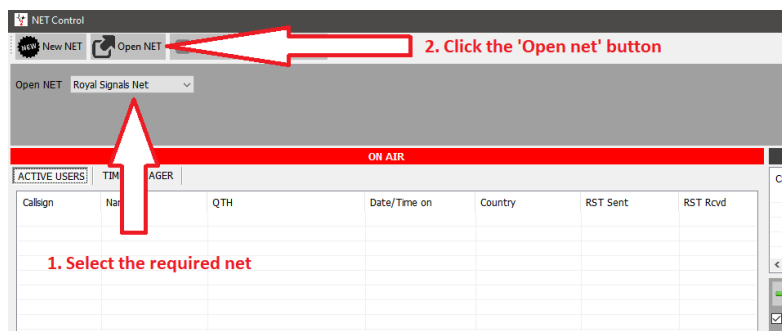 NET Control
NEW New NET Open NET
2. Click the 'Open net' button
Open NET Royal Signals Net
ON AIR
ACTIVE USERS TIM AGER
Callsign Nar QTH Date/Time on Country RST Sent RST Rcvd
1. Select the required net